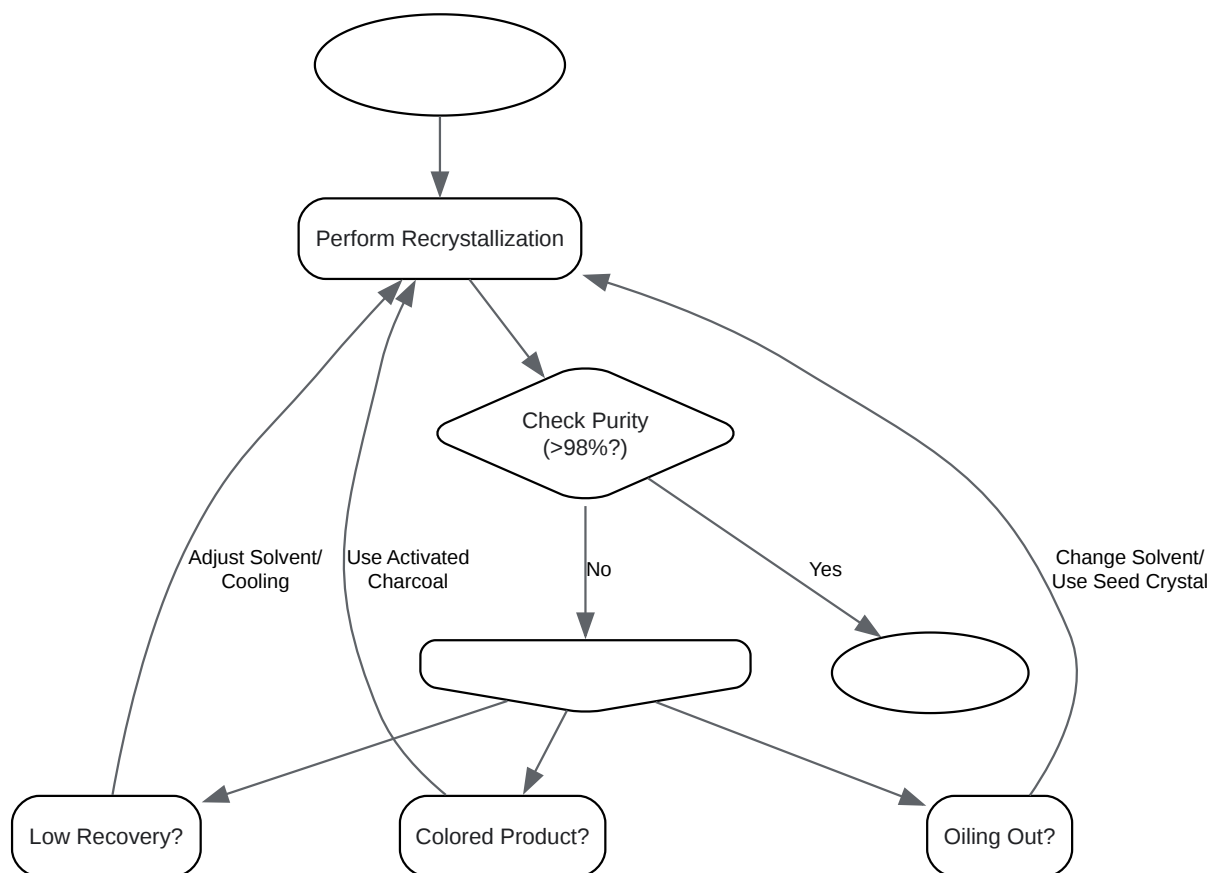 Perform Recrystallization
Check Purity
(>98%?)
Adjust Solvent/
Cooling
Use Activated
Charcoal
No
Yes
Change Solvent/
Use Seed Crystal
Low Recovery?
Colored Product?
Oiling Out?